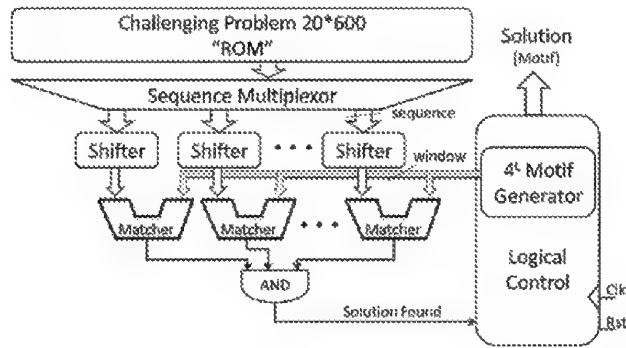 Challenging Problem 20*600
"ROM"
Solution
(Motif)
Sequence Multiplexor
sequence
Shifter
Shifter
Shifter
window
4ᴸ Motif
Generator
Matcher
Matcher
Matcher
Logical
Control
AND
Clk
Solution Found
Rst